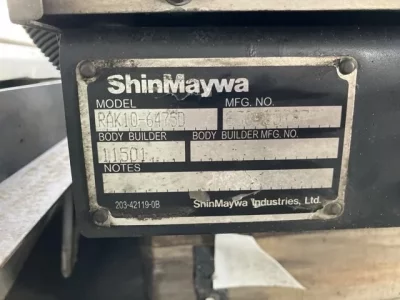 ShinMaywa
MODEL MFG. NO.
RAK10-6475D
BODY BUILDER BODY BUILDER MFG. NO.
11501
NOTES
203-42119-0B ShinMaywa Industries, Ltd.